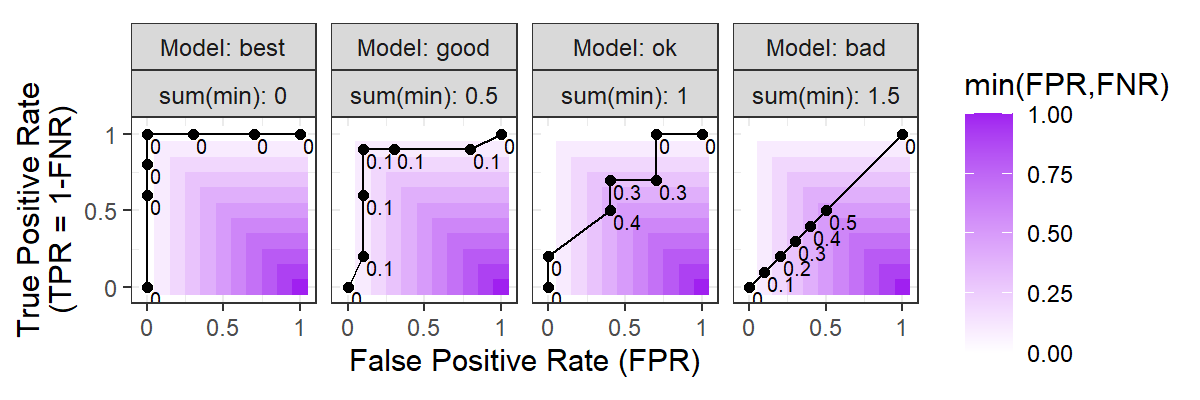 Model: best
Model: good
Model: ok
Model: bad
sum(min): 0
sum(min): 0.5
sum(min): 1
sum(min): 1.5
True Positive Rate
(TPR = 1-FNR)
1
0.5
0
0
0
0
0
0
0
0
0
0.1
0.1
0.1
0.1
0.1
0
0
0
0.4
0.3
0.3
0
0
0
0.1
0.2
0.3
0.4
0.5
0
0 0.5 1
0 0.5 1
0 0.5 1
0 0.5 1
False Positive Rate (FPR)
min(FPR,FNR)
1.00
0.75
0.50
0.25
0.00